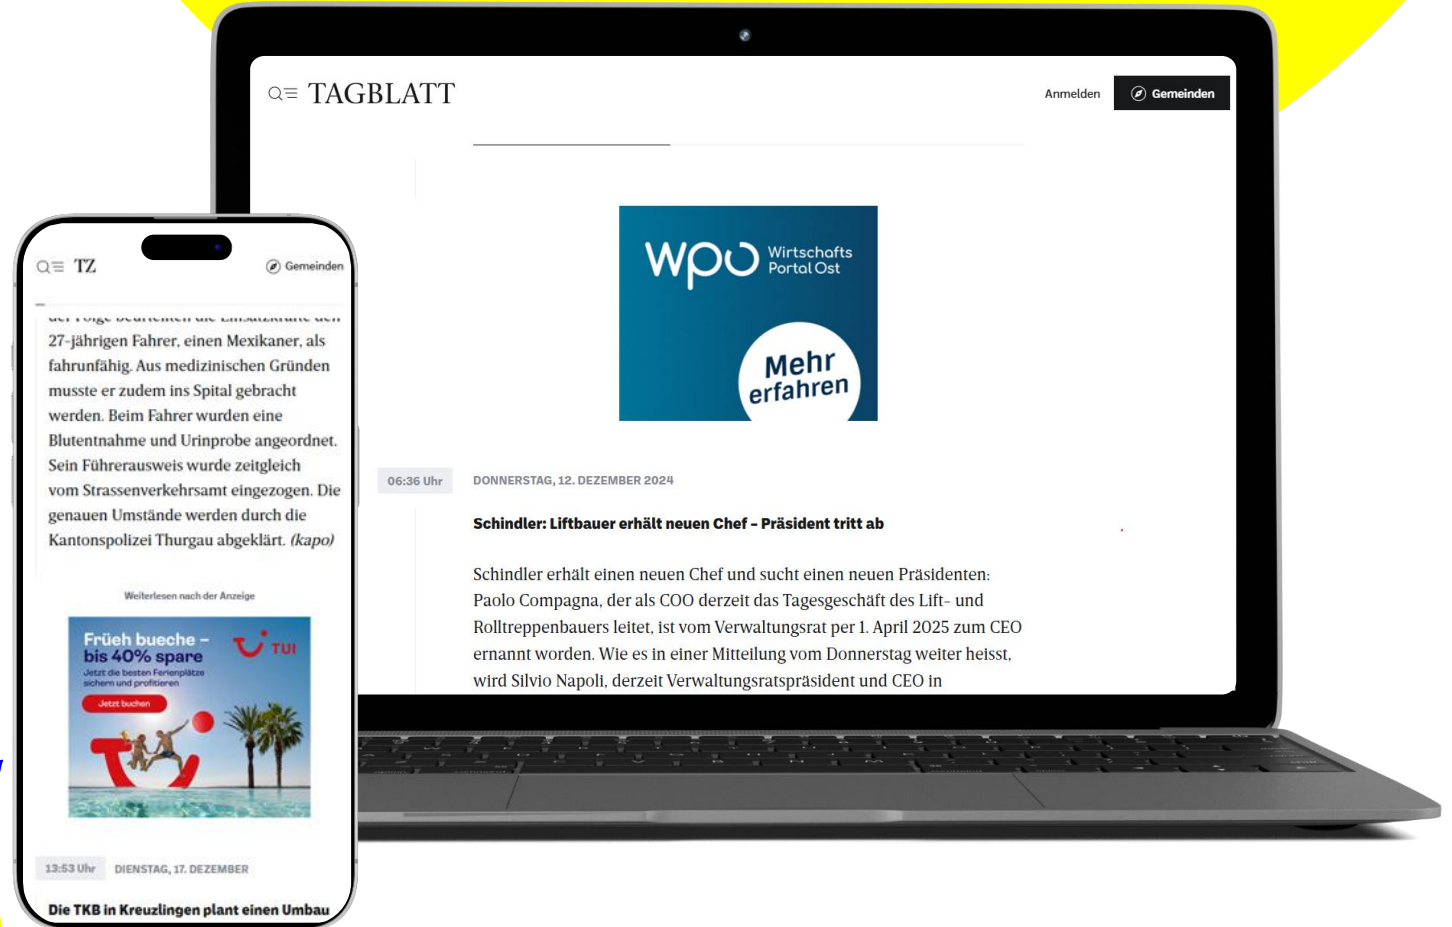 TAGBLATT
Anmelden
Gemeinden
wpo Wirtschafts
Portal Ost
Mehr
erfahren
06:36 Uhr
DONNERSTAG, 12. DEZEMBER 2024
Schindler: Liftbauer erhält neuen Chef – Präsident tritt ab
Schindler erhält einen neuen Chef und sucht einen neuen Präsidenten:
Paolo Compagna, der als COO derzeit das Tagesgeschäft des Lift- und
Rolltreppenbauers leitet, ist vom Verwaltungsrat per 1. April 2025 zum CEO
ernannt worden. Wie es in einer Mitteilung vom Donnerstag weiter heisst,
wird Silvio Napoli, derzeit Verwaltungsratspräsident und CEO in
TZ
Gemeinden
der Folge beurteilten die Einsatzkräfte den
27-jährigen Fahrer, einen Mexikaner, als
fahrunfähig. Aus medizinischen Gründen
musste er zudem ins Spital gebracht
werden. Beim Fahrer wurden eine
Blutentnahme und Urinprobe angeordnet.
Sein Führerausweis wurde zeitgleich
vom Strassenverkehrsamt eingezogen. Die
genauen Umstände werden durch die
Kantonspolizei Thurgau abgeklärt. (kapo)
Weiterlesen nach der Anzeige
Früeh bueche –
bis 40% spare
TUI
Jetzt die besten Ferienplätze
sichern und profitieren
Jetzt buchen
13:53 Uhr
DIENSTAG, 17. DEZEMBER
Die TKB in Kreuzlingen plant einen Umbau